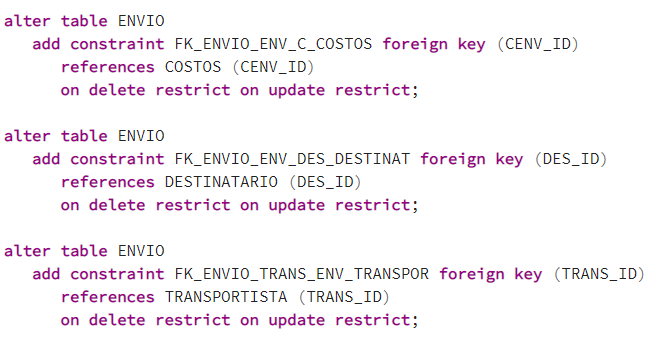 alter table ENVIO
add constraint FK_ENVIO_ENV_C_COSTOS foreign key (CENV_ID)
references COSTOS (CENV_ID)
on delete restrict on update restrict;
alter table ENVIO
add constraint FK_ENVIO_ENV_DES_DESTINAT foreign key (DES_ID)
references DESTINATARIO (DES_ID)
on delete restrict on update restrict;
alter table ENVIO
add constraint FK_ENVIO_TRANS_ENV_TRANSPOR foreign key (TRANS_ID)
references TRANSPORTISTA (TRANS_ID)
on delete restrict on update restrict;